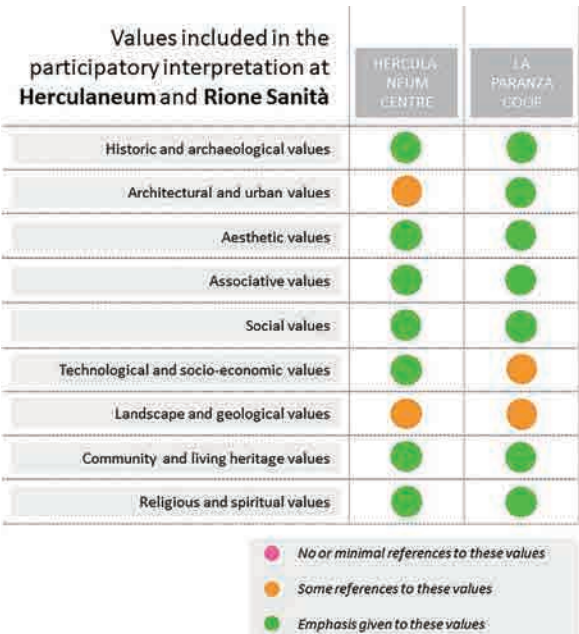 Values included in the
participatory interpretation at
Herculaneum and Rione Sanità
HERCULA
NEUM
CENTRE
LA
PARANZA
COOP
Historic and archaeological values
Architectural and urban values
Aesthetic values
Associative values
Social values
Technological and socio-economic values
Landscape and geological values
Community and living heritage values
Religious and spiritual values
No or minimal references to these values
Some references to these values
Emphasis given to these values